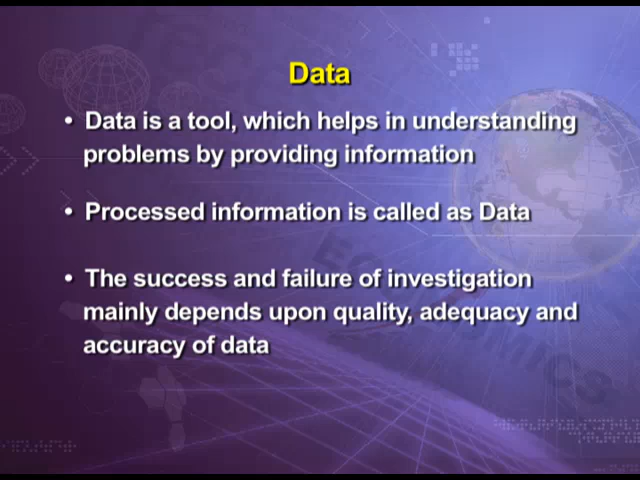 Data
• Data is a tool, which helps in understanding
problems by providing information
• Processed information is called as Data
• The success and failure of investigation
mainly depends upon quality, adequacy and
accuracy of data